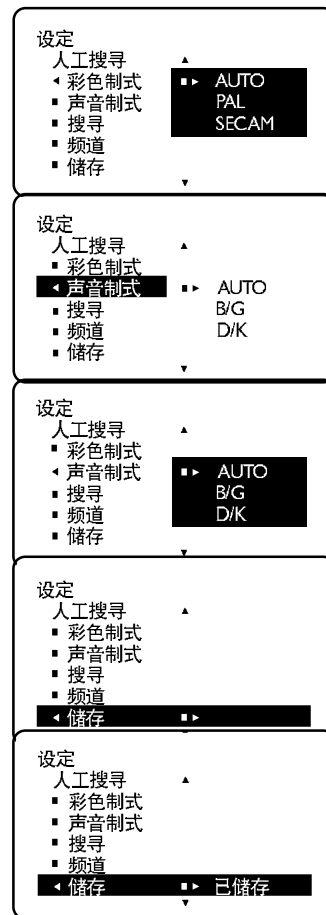 设定
人工搜寻
彩色制式 AUTO
声音制式 PAL
搜寻 SECAM
频道
储存
设定
人工搜寻
彩色制式
声音制式 AUTO
搜寻 B/G
频道 D/K
储存
设定
人工搜寻
彩色制式
声音制式 AUTO
搜寻 B/G
频道 D/K
储存
设定
人工搜寻
彩色制式
声音制式
搜寻
频道
储存
设定
人工搜寻
彩色制式
声音制式
搜寻
频道
储存 已储存